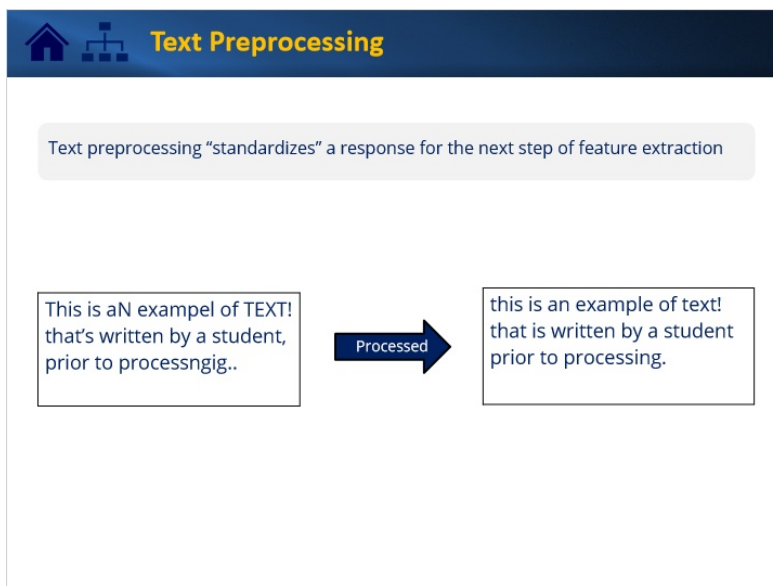 Text Preprocessing
Text preprocessing “standardizes” a response for the next step of feature extraction
This is aN exampel of TEXT!
that’s written by a student,
prior to processngig..
Processed
this is an example of text!
that is written by a student
prior to processing.